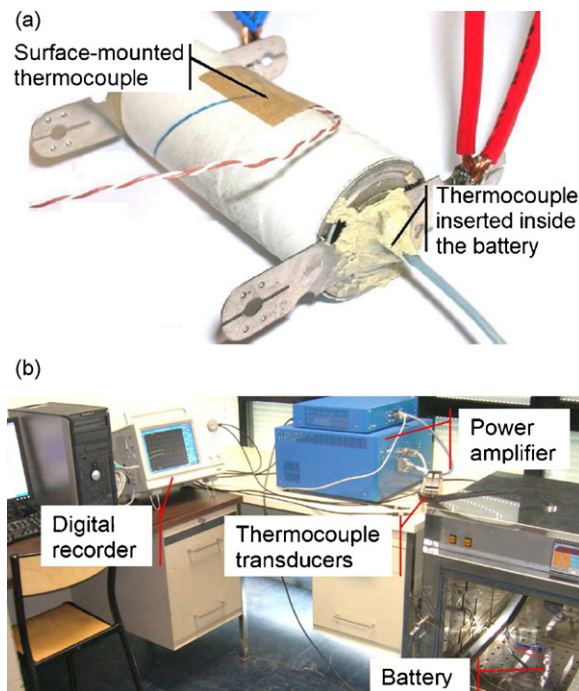 (a)
Surface-mounted
thermocouple
Thermocouple
inserted inside
the battery
(b)
Power
amplifier
Digital
recorder
Thermocouple
transducers
Battery